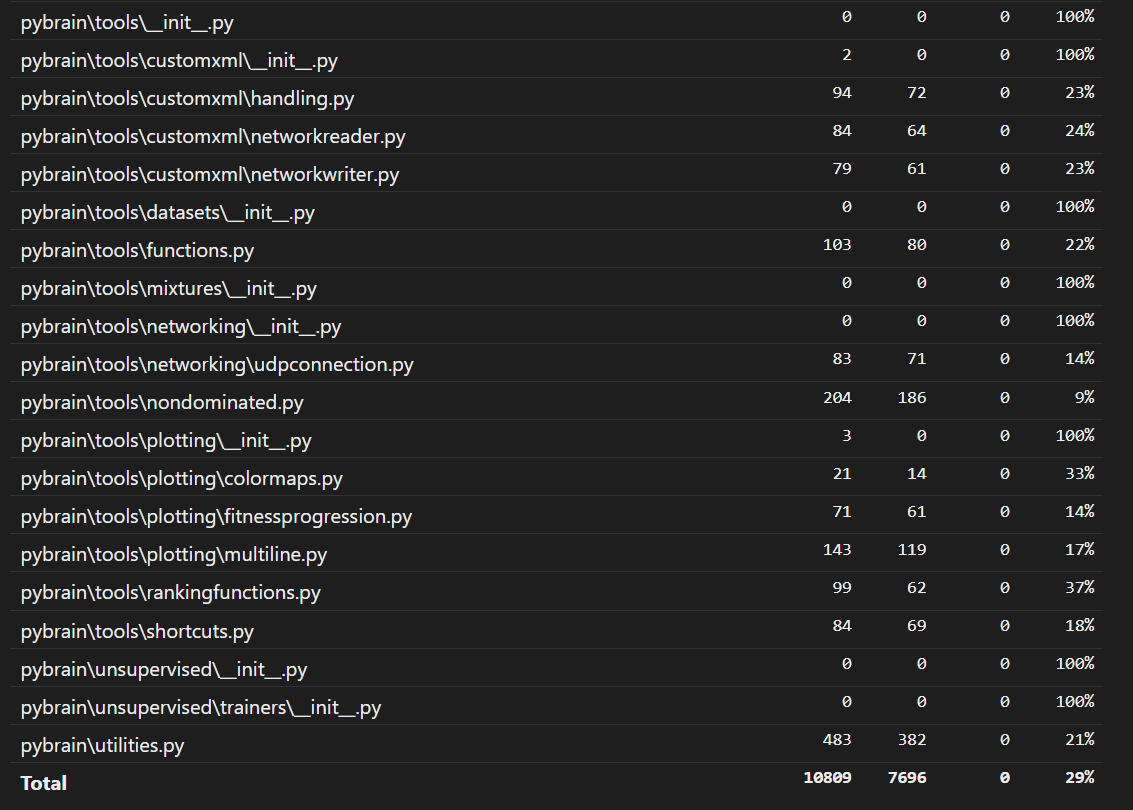 pybrain\tools\__init__.py 0 0 0 100%
pybrain\tools\customxml\__init__.py 2 0 0 100%
pybrain\tools\customxml\handling.py 94 72 0 23%
pybrain\tools\customxml\networkreader.py 84 64 0 24%
pybrain\tools\customxml\networkwriter.py 79 61 0 23%
pybrain\tools\datasets\__init__.py 0 0 0 100%
pybrain\tools\functions.py 103 80 0 22%
pybrain\tools\mixtures\__init__.py 0 0 0 100%
pybrain\tools\networking\__init__.py 0 0 0 100%
pybrain\tools\networking\udpconnection.py 83 71 0 14%
pybrain\tools\nondominated.py 204 186 0 9%
pybrain\tools\plotting\__init__.py 3 0 0 100%
pybrain\tools\plotting\colormaps.py 21 14 0 33%
pybrain\tools\plotting\fitnessprogression.py 71 61 0 14%
pybrain\tools\plotting\multiline.py 143 119 0 17%
pybrain\tools\rankingfunctions.py 99 62 0 37%
pybrain\tools\shortcuts.py 84 69 0 18%
pybrain\unsupervised\__init__.py 0 0 0 100%
pybrain\unsupervised\trainers\__init__.py 0 0 0 100%
pybrain\utilities.py 483 382 0 21%
Total 10809 7696 0 29%